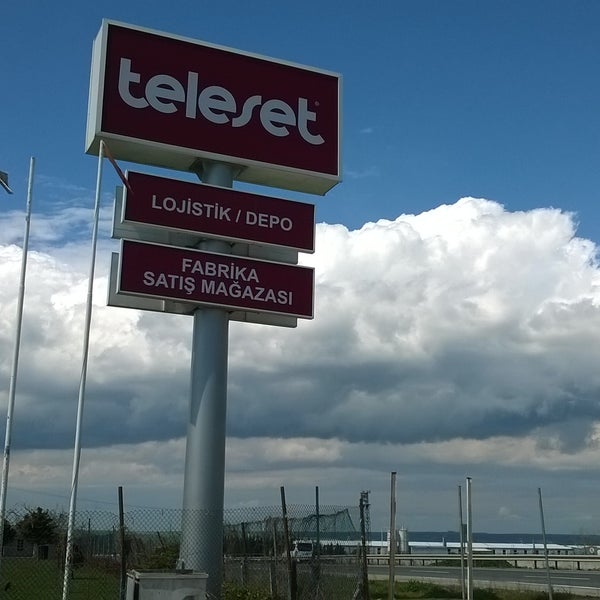 teleset®
LOJİSTİK / DEPO
FABRİKA
SATIŞ MAĞAZASI